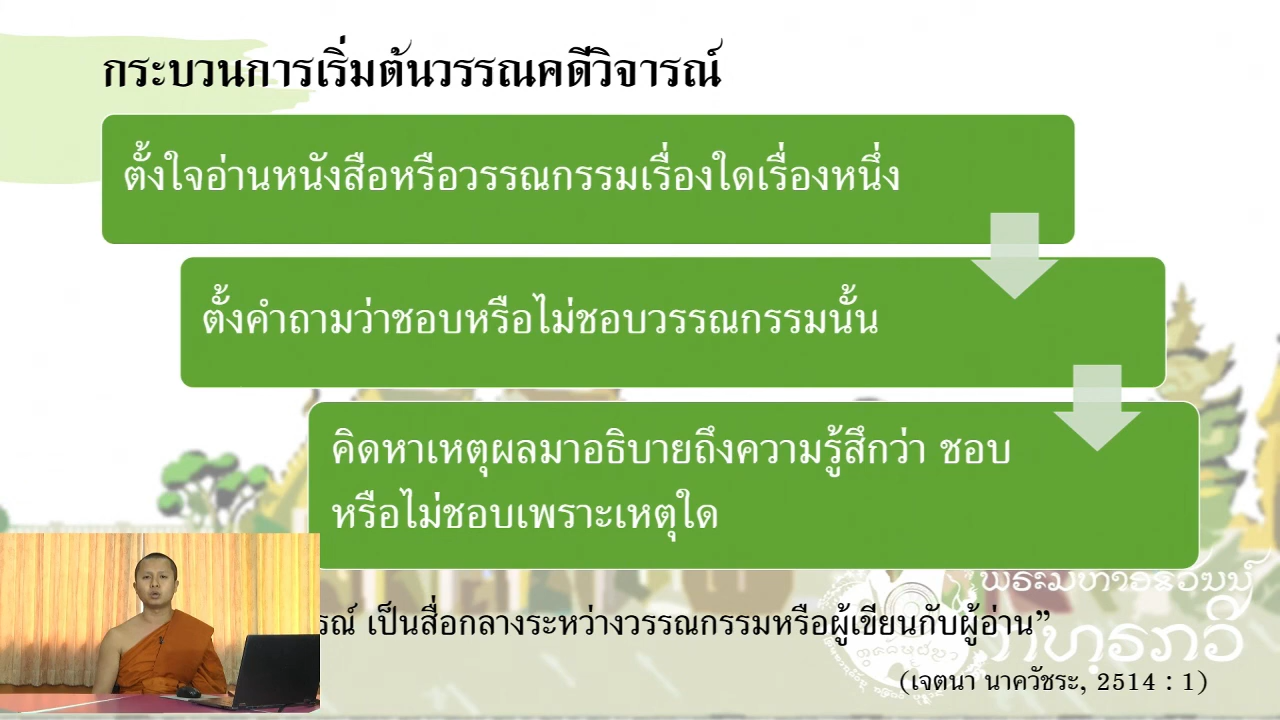 กระบวนการเริ่มต้นวรรณคดีวิจารณ์
ตั้งใจอ่านหนังสือหรือวรรณกรรมเรื่องใดเรื่องหนึ่ง
ตั้งคำถามว่าชอบหรือไม่ชอบวรรณกรรมนั้น
คิดหาเหตุผลมาอธิบายถึงความรู้สึกว่า ชอบ
หรือไม่ชอบเพราะเหตุใด
รณ์ เป็นสื่อกลางระหว่างวรรณกรรมหรือผู้เขียนกับผู้อ่าน”
(เจตนา นาควัชระ, 2514 : 1)